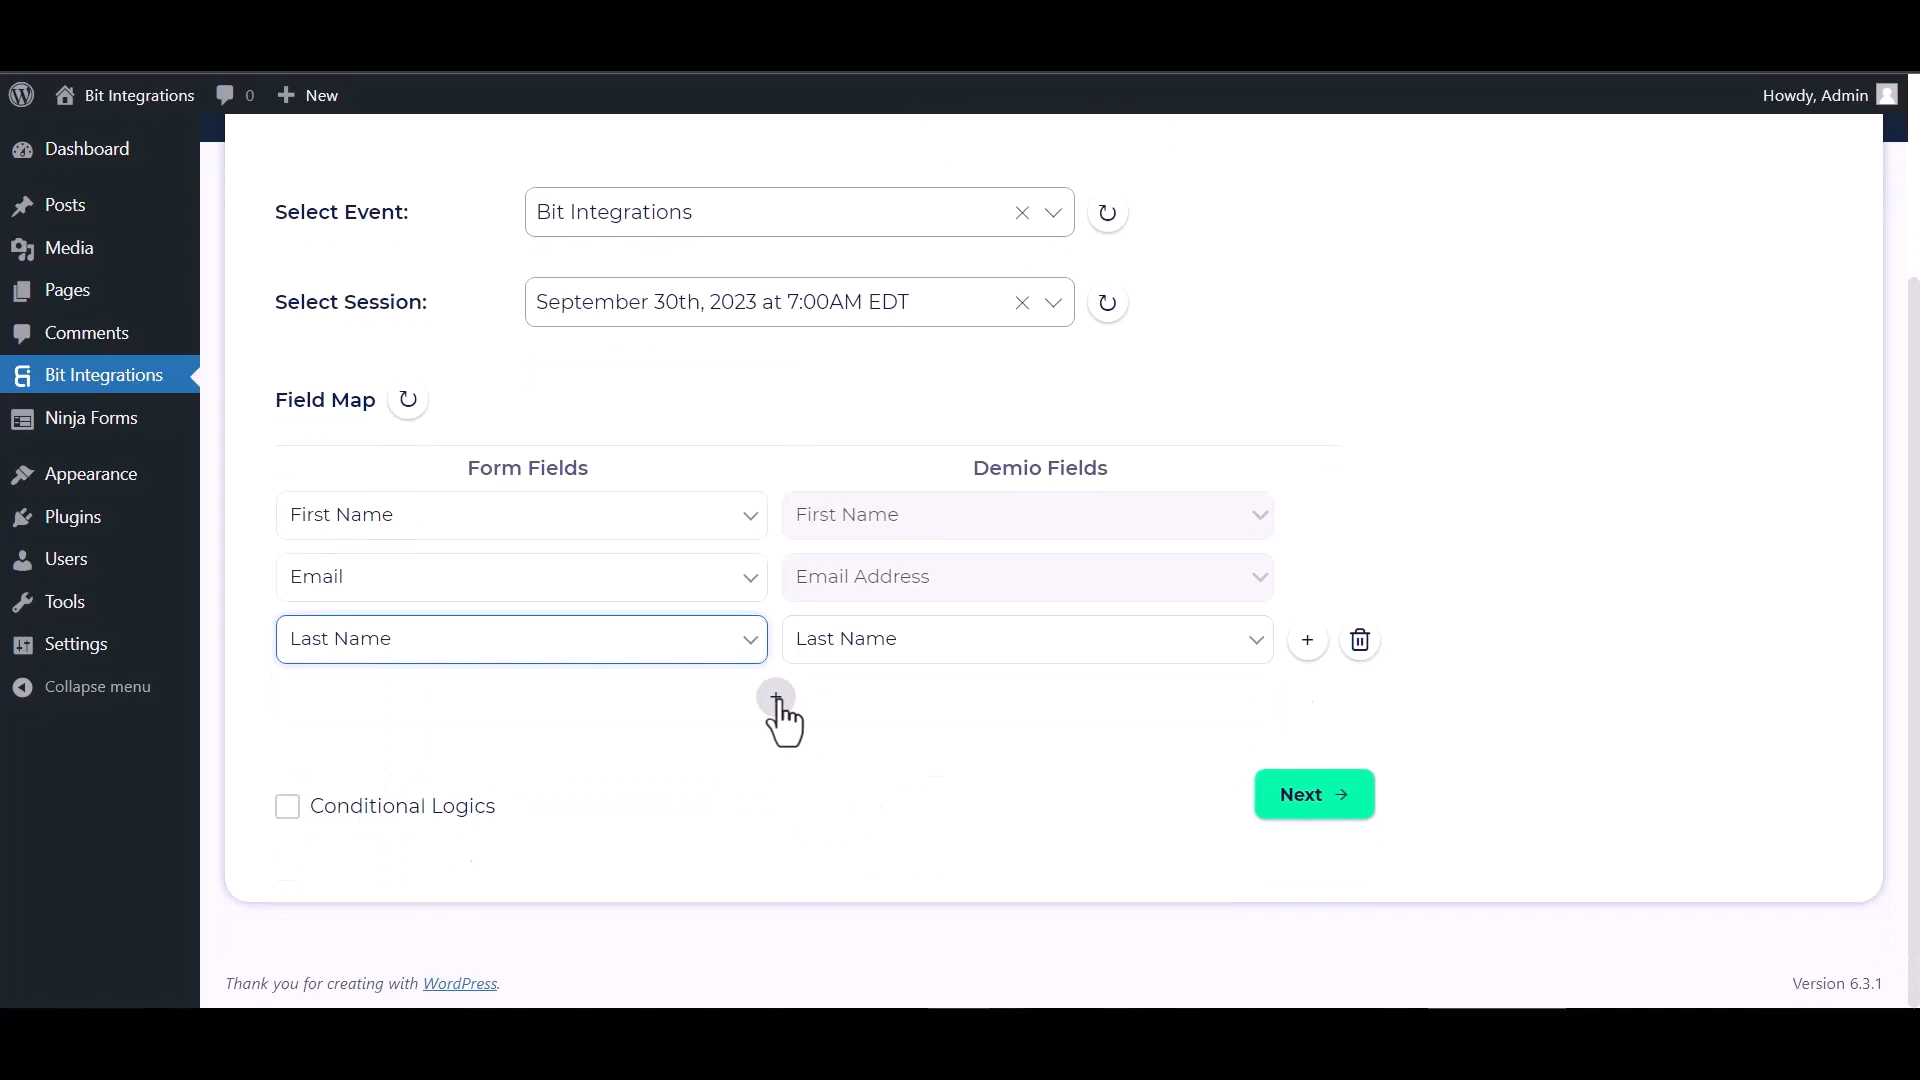 Bit Integrations 0 New Howdy, Admin
Dashboard
Posts
Media
Pages
Comments
Bit Integrations
Ninja Forms
Appearance
Plugins
Users
Tools
Settings
Collapse menu
Select Event: Bit Integrations
Select Session: September 30th, 2023 at 7:00AM EDT
Field Map
Form Fields Demio Fields
First Name First Name
Email Email Address
Last Name Last Name
Conditional Logics
Next
Thank you for creating with WordPress. Version 6.3.1